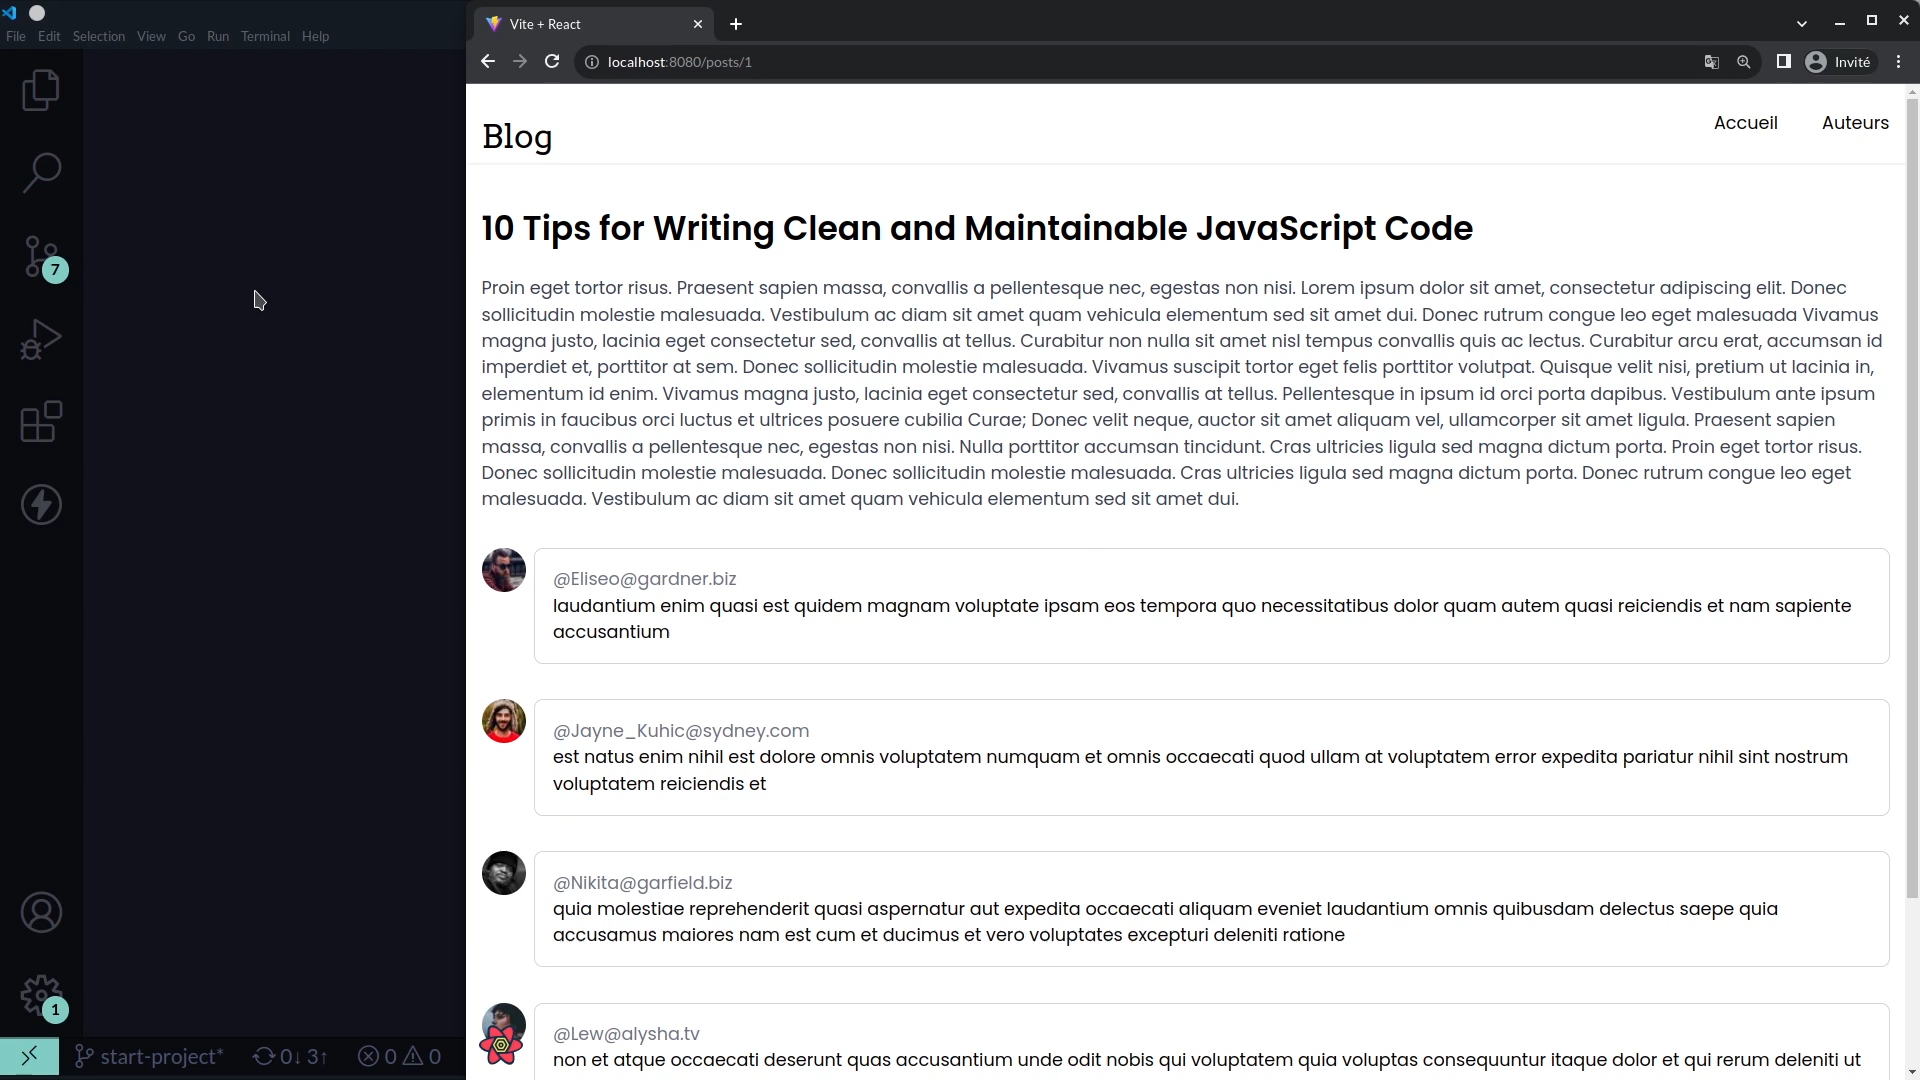 File Edit Selection View Go Run Terminal Help
7
1
start-project* 0↓ 3↑ 0 0
Vite + React
localhost:8080/posts/1
Invité
Blog
Accueil
Auteurs
10 Tips for Writing Clean and Maintainable JavaScript Code
Proin eget tortor risus. Praesent sapien massa, convallis a pellentesque nec, egestas non nisi. Lorem ipsum dolor sit amet, consectetur adipiscing elit. Donec
sollicitudin molestie malesuada. Vestibulum ac diam sit amet quam vehicula elementum sed sit amet dui. Donec rutrum congue leo eget malesuada Vivamus
magna justo, lacinia eget consectetur sed, convallis at tellus. Curabitur non nulla sit amet nisl tempus convallis quis ac lectus. Curabitur arcu erat, accumsan id
imperdiet et, porttitor at sem. Donec sollicitudin molestie malesuada. Vivamus suscipit tortor eget felis porttitor volutpat. Quisque velit nisi, pretium ut lacinia in,
elementum id enim. Vivamus magna justo, lacinia eget consectetur sed, convallis at tellus. Pellentesque in ipsum id orci porta dapibus. Vestibulum ante ipsum
primis in faucibus orci luctus et ultrices posuere cubilia Curae; Donec velit neque, auctor sit amet aliquam vel, ullamcorper sit amet ligula. Praesent sapien
massa, convallis a pellentesque nec, egestas non nisi. Nulla porttitor accumsan tincidunt. Cras ultricies ligula sed magna dictum porta. Proin eget tortor risus.
Donec sollicitudin molestie malesuada. Donec sollicitudin molestie malesuada. Cras ultricies ligula sed magna dictum porta. Donec rutrum congue leo eget
malesuada. Vestibulum ac diam sit amet quam vehicula elementum sed sit amet dui.
@Eliseo@gardner.biz
laudantium enim quasi est quidem magnam voluptate ipsam eos tempora quo necessitatibus dolor quam autem quasi reiciendis et nam sapiente
accusantium
@Jayne_Kuhic@sydney.com
est natus enim nihil est dolore omnis voluptatem numquam et omnis occaecati quod ullam at voluptatem error expedita pariatur nihil sint nostrum
voluptatem reiciendis et
@Nikita@garfield.biz
quia molestiae reprehenderit quasi aspernatur aut expedita occaecati aliquam eveniet laudantium omnis quibusdam delectus saepe quia
accusamus maiores nam est cum et ducimus et vero voluptates excepturi deleniti ratione
@Lew@alysha.tv
non et atque occaecati deserunt quas accusantium unde odit nobis qui voluptatem quia voluptas consequuntur itaque dolor et qui rerum deleniti ut